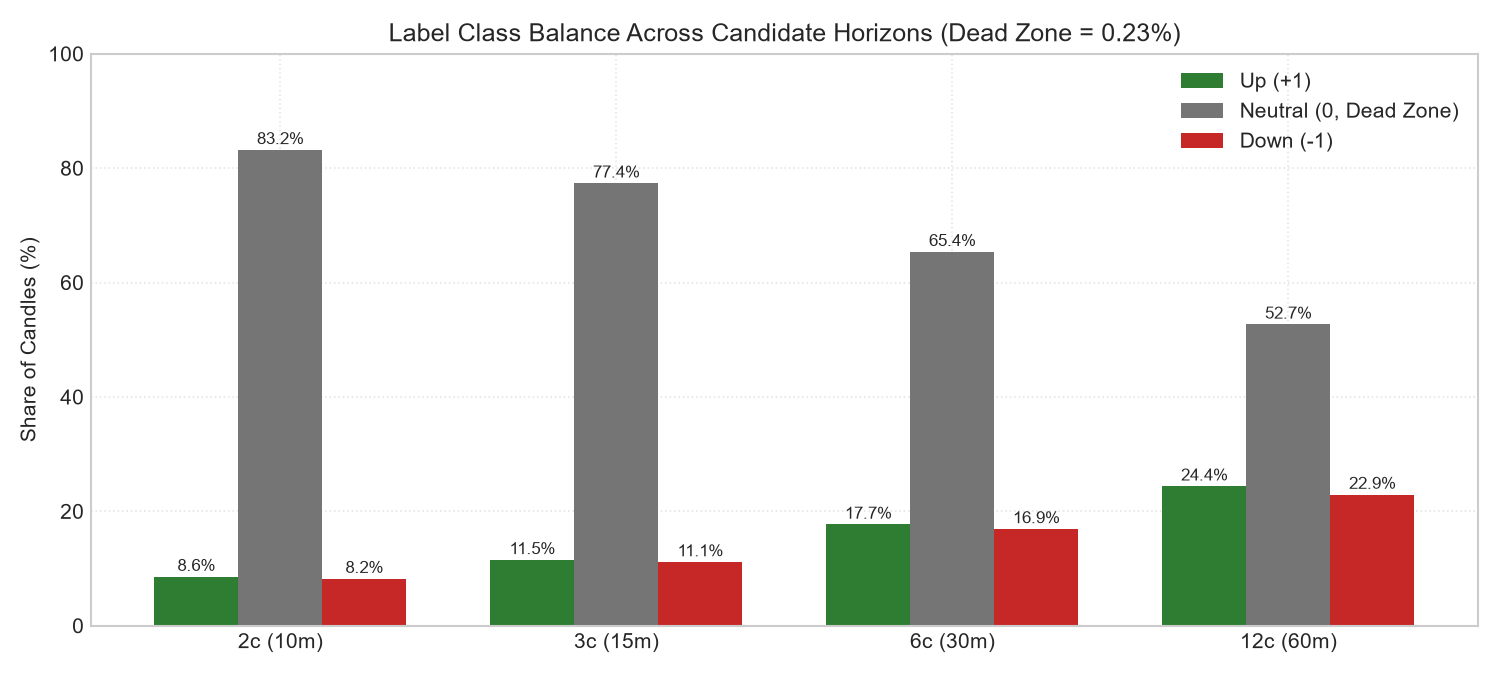 Label Class Balance Across Candidate Horizons (Dead Zone = 0.23%)
Up (+1)
Neutral (0, Dead Zone)
Down (-1)
Share of Candles (%)
100
80
60
40
20
0
8.6%
83.2%
8.2%
11.5%
77.4%
11.1%
17.7%
65.4%
16.9%
24.4%
52.7%
22.9%
2c (10m)
3c (15m)
6c (30m)
12c (60m)